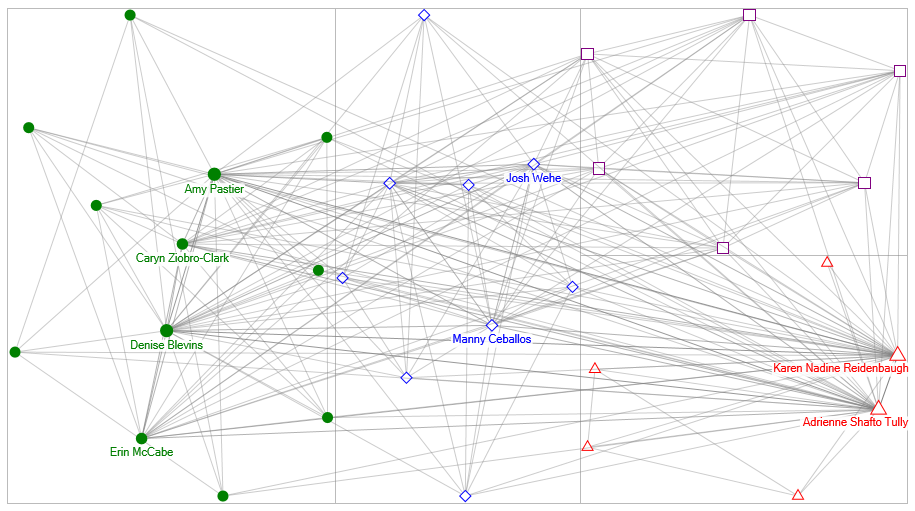 Josh Wehe
Amy Pastier
Caryn Ziobro-Clark
Manny Ceballos
Denise Blevins
Karen Nadine Reidenbaugh
Adrienne Shafto Tully
Erin McCabe